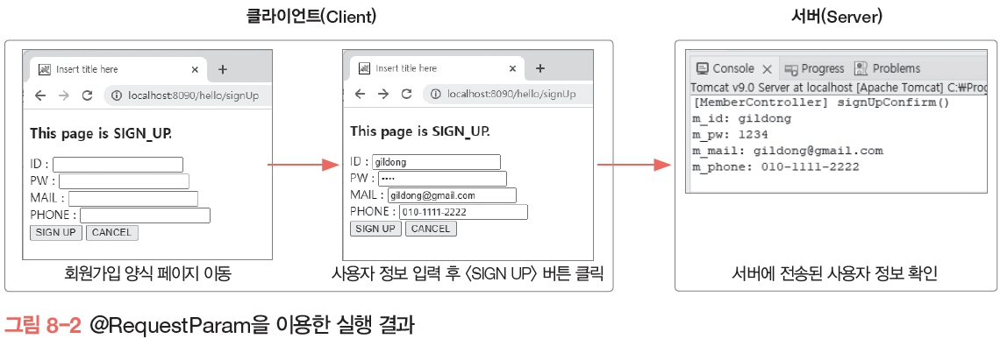 클라이언트(Client)
Insert title here
localhost:8090/hello/signUp
This page is SIGN_UP.
ID :
PW :
MAIL :
PHONE :
SIGN UP CANCEL
회원가입 양식 페이지 이동
Insert title here
localhost:8090/hello/signUp
This page is SIGN_UP.
ID : gildong
PW : ••••
MAIL : gildong@gmail.com
PHONE : 010-1111-2222
SIGN UP CANCEL
사용자 정보 입력 후 〈SIGN UP〉 버튼 클릭
서버(Server)
Console Progress Problems
Tomcat v9.0 Server at localhost [Apache Tomcat] C:₩Prog
[MemberController] signUpConfirm()
m_id: gildong
m_pw: 1234
m_mail: gildong@gmail.com
m_phone: 010-1111-2222
서버에 전송된 사용자 정보 확인
그림 8-2 @RequestParam을 이용한 실행 결과